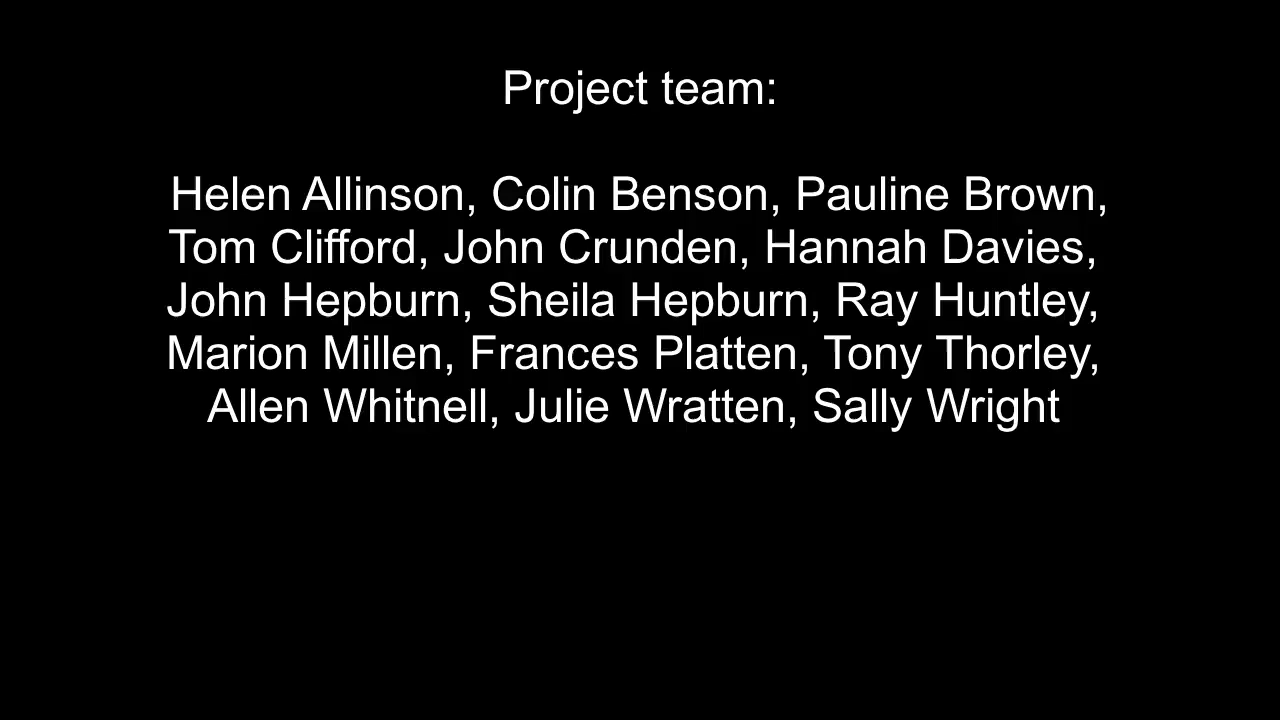 Project team:
Helen Allinson, Colin Benson, Pauline Brown,
Tom Clifford, John Crunden, Hannah Davies,
John Hepburn, Sheila Hepburn, Ray Huntley,
Marion Millen, Frances Platten, Tony Thorley,
Allen Whitnell, Julie Wratten, Sally Wright